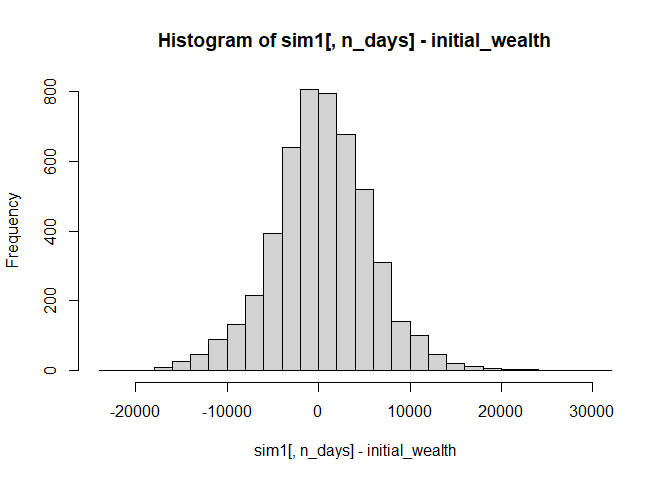 Histogram of sim1[, n_days] - initial_wealth
Frequency
800
600
400
200
0
-20000 -10000 0 10000 20000 30000
sim1[, n_days] - initial_wealth